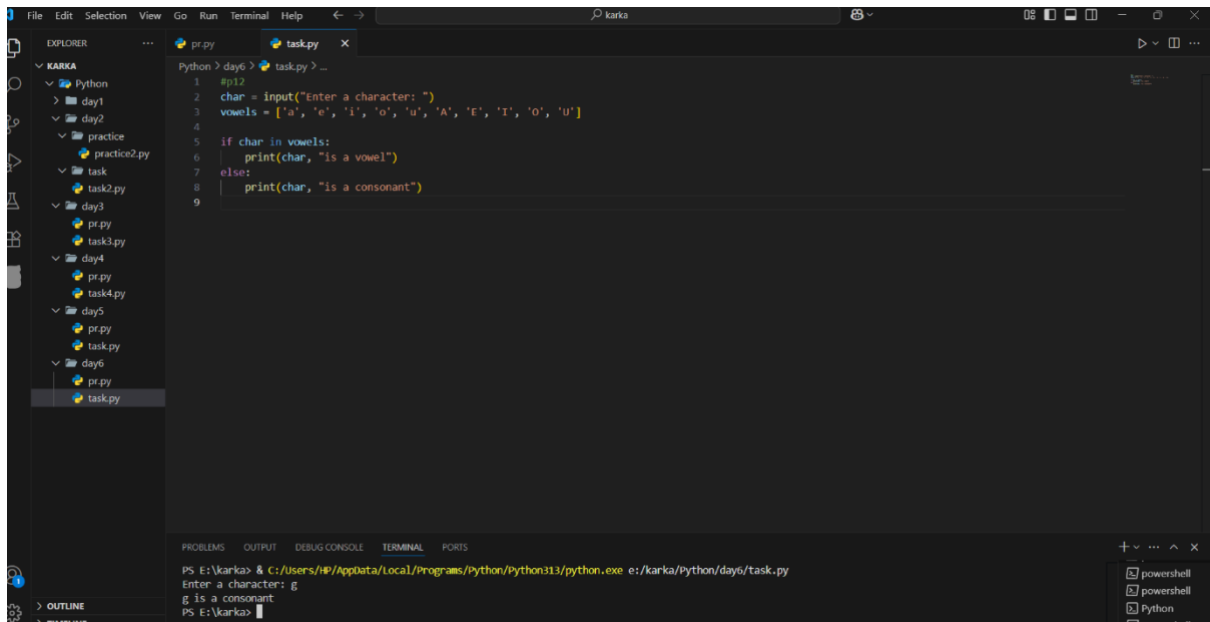 File Edit Selection View Go Run Terminal Help
karka
EXPLORER ...
pr.py
task.py
KARKA
Python
day1
day2
practice
practice2.py
task
task2.py
day3
pr.py
task3.py
day4
pr.py
task4.py
day5
pr.py
task.py
day6
pr.py
task.py
OUTLINE
Python > day6 > task.py > ...
1 #p12
2 char = input("Enter a character: ")
3 vowels = ['a', 'e', 'i', 'o', 'u', 'A', 'E', 'I', 'O', 'U']
4
5 if char in vowels:
6 print(char, "is a vowel")
7 else:
8 print(char, "is a consonant")
9
PROBLEMS OUTPUT DEBUG CONSOLE TERMINAL PORTS
PS E:\karka> & C:/Users/HP/AppData/Local/Programs/Python/Python313/python.exe e:/karka/Python/day6/task.py
Enter a character: g
g is a consonant
PS E:\karka>
powershell
powershell
Python
1